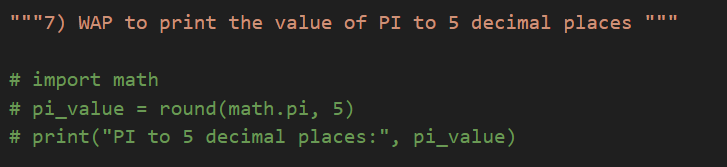 """7) WAP to print the value of PI to 5 decimal places """
# import math
# pi_value = round(math.pi, 5)
# print("PI to 5 decimal places:", pi_value)